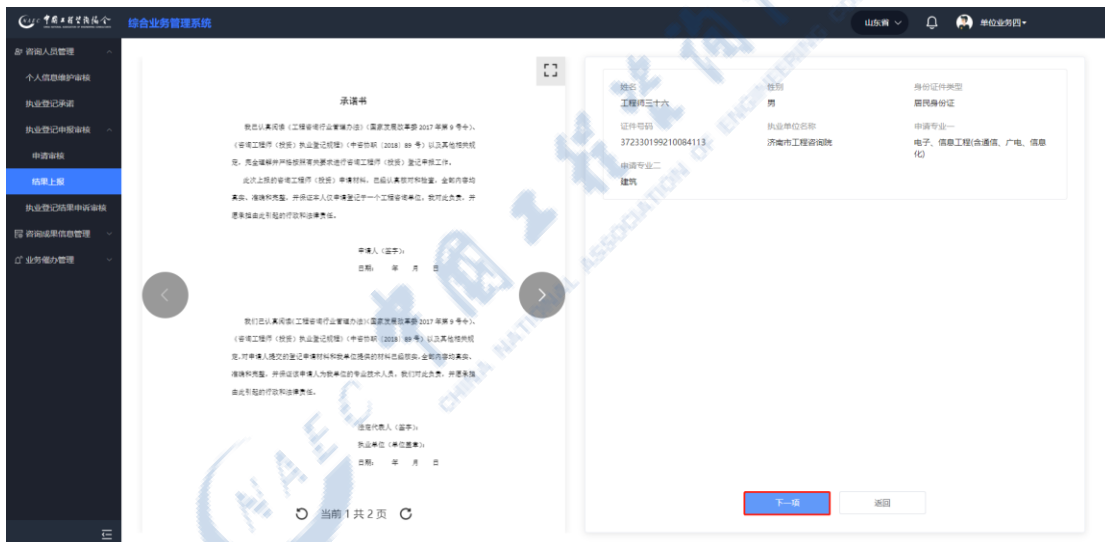 中国工程咨询协会
综合业务管理系统
山东省
单位业务四
咨询人员管理
个人信息维护审核
执业登记承诺
执业登记申报审核
申请审核
结果上报
执业登记结果申诉审核
咨询成果信息管理
业务催办管理
承诺书
我已认真阅读《工程咨询行业管理办法》(国家发展改革委 2017 年第 9 号令)、
《咨询工程师（投资）执业登记规程》(中咨协职〔2018〕89 号) 以及其他相关规
定，完全理解并严格按照有关要求进行咨询工程师（投资）登记申报工作。
此次上报的咨询工程师（投资）申请材料，已经认真核对和检查，全部内容均
真实、准确和完整，并保证本人仅申请登记于一个工程咨询单位，我对此负责，并
愿承担由此引起的行政和法律责任。
申请人（签字）：
日期： 年 月 日
我们已认真阅读《工程咨询行业管理办法》(国家发展改革委 2017 年第 9 号令)、
《咨询工程师（投资）执业登记规程》(中咨协职〔2018〕89 号) 以及其他相关规
定，对申请人提交的登记申请材料和我单位提供的材料已经核实，全部内容均真实、
准确和完整，并保证该申请人为我单位的专业技术人员，我们对此负责，并愿承担
由此引起的行政和法律责任。
法定代表人（签字）：
执业单位（单位盖章）：
日期： 年 月 日
当前 1 共 2 页
姓名 性别 身份证件类型
工程师三十六 男 居民身份证
证件号码 执业单位名称 申请专业一
372330199210084113 济南市工程咨询院 电子、信息工程(含通信、广电、信息
化)
申请专业二
建筑
下一项 返回
CNAEC 中国工程咨询协会
CHINA NATIONAL ASSOCIATION OF ENGINEERING